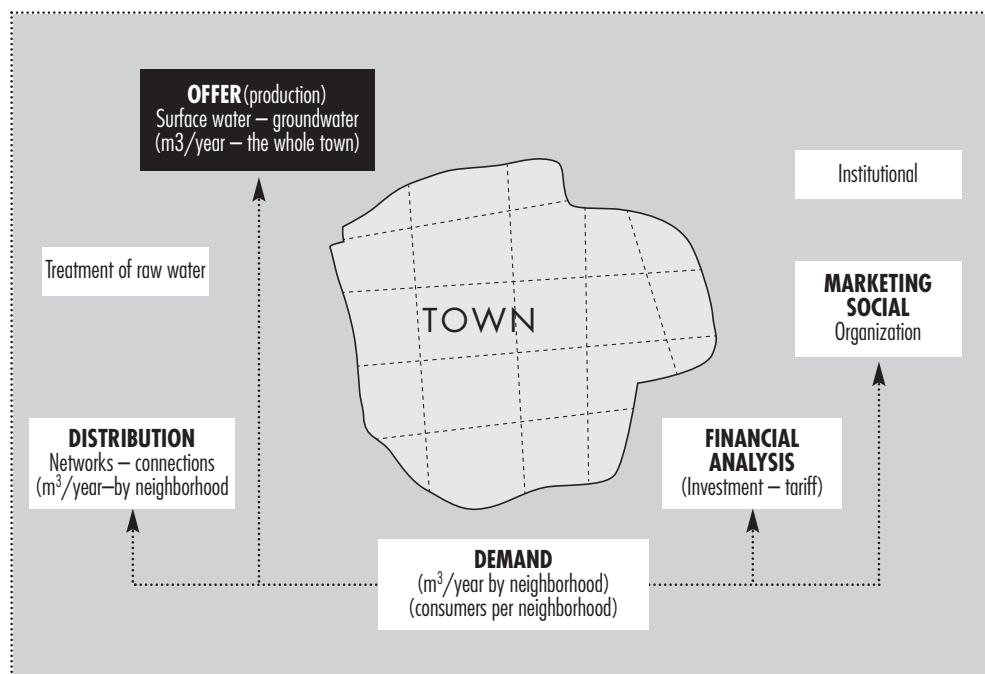 OFFER (production)
Surface water – groundwater
(m3/year – the whole town)
Institutional
Treatment of raw water
MARKETING
SOCIAL
Organization
TOWN
DISTRIBUTION
Networks – connections
(m³/year–by neighborhood
FINANCIAL
ANALYSIS
(Investment – tariff)
DEMAND
(m³/year by neighborhood)
(consumers per neighborhood)